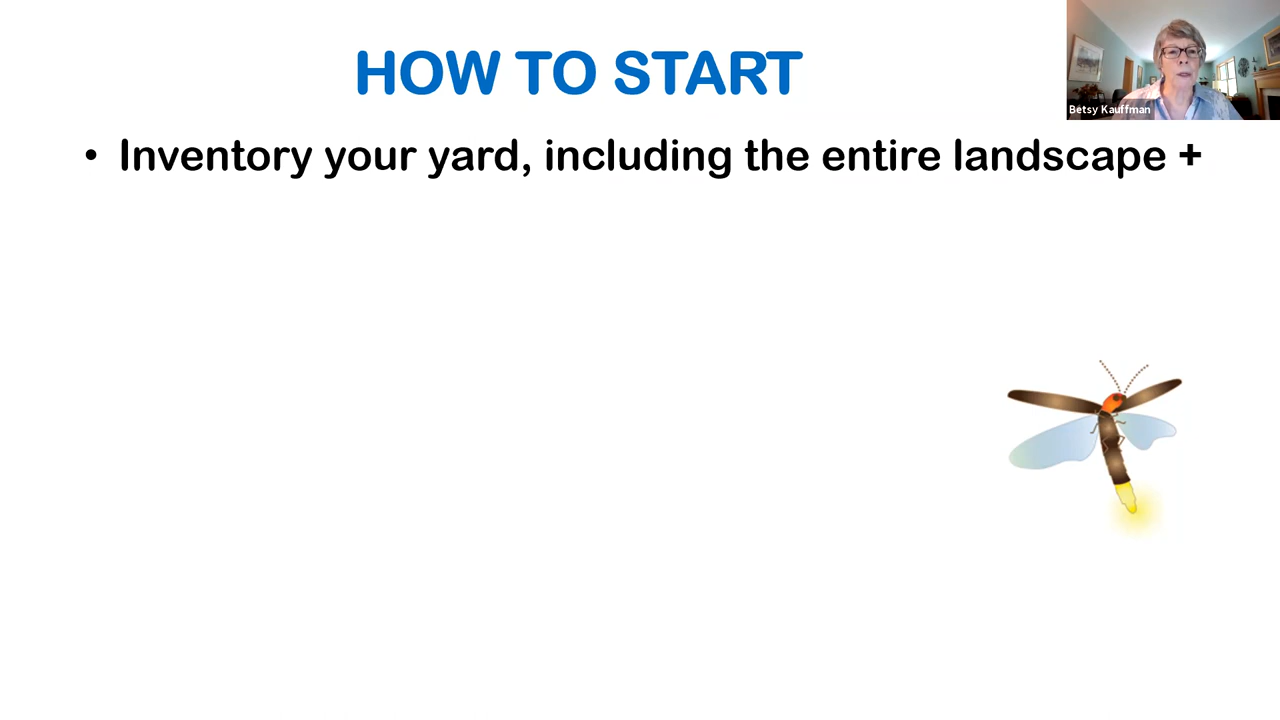 HOW TO START
Betsy Kauffman
• Inventory your yard, including the entire landscape +